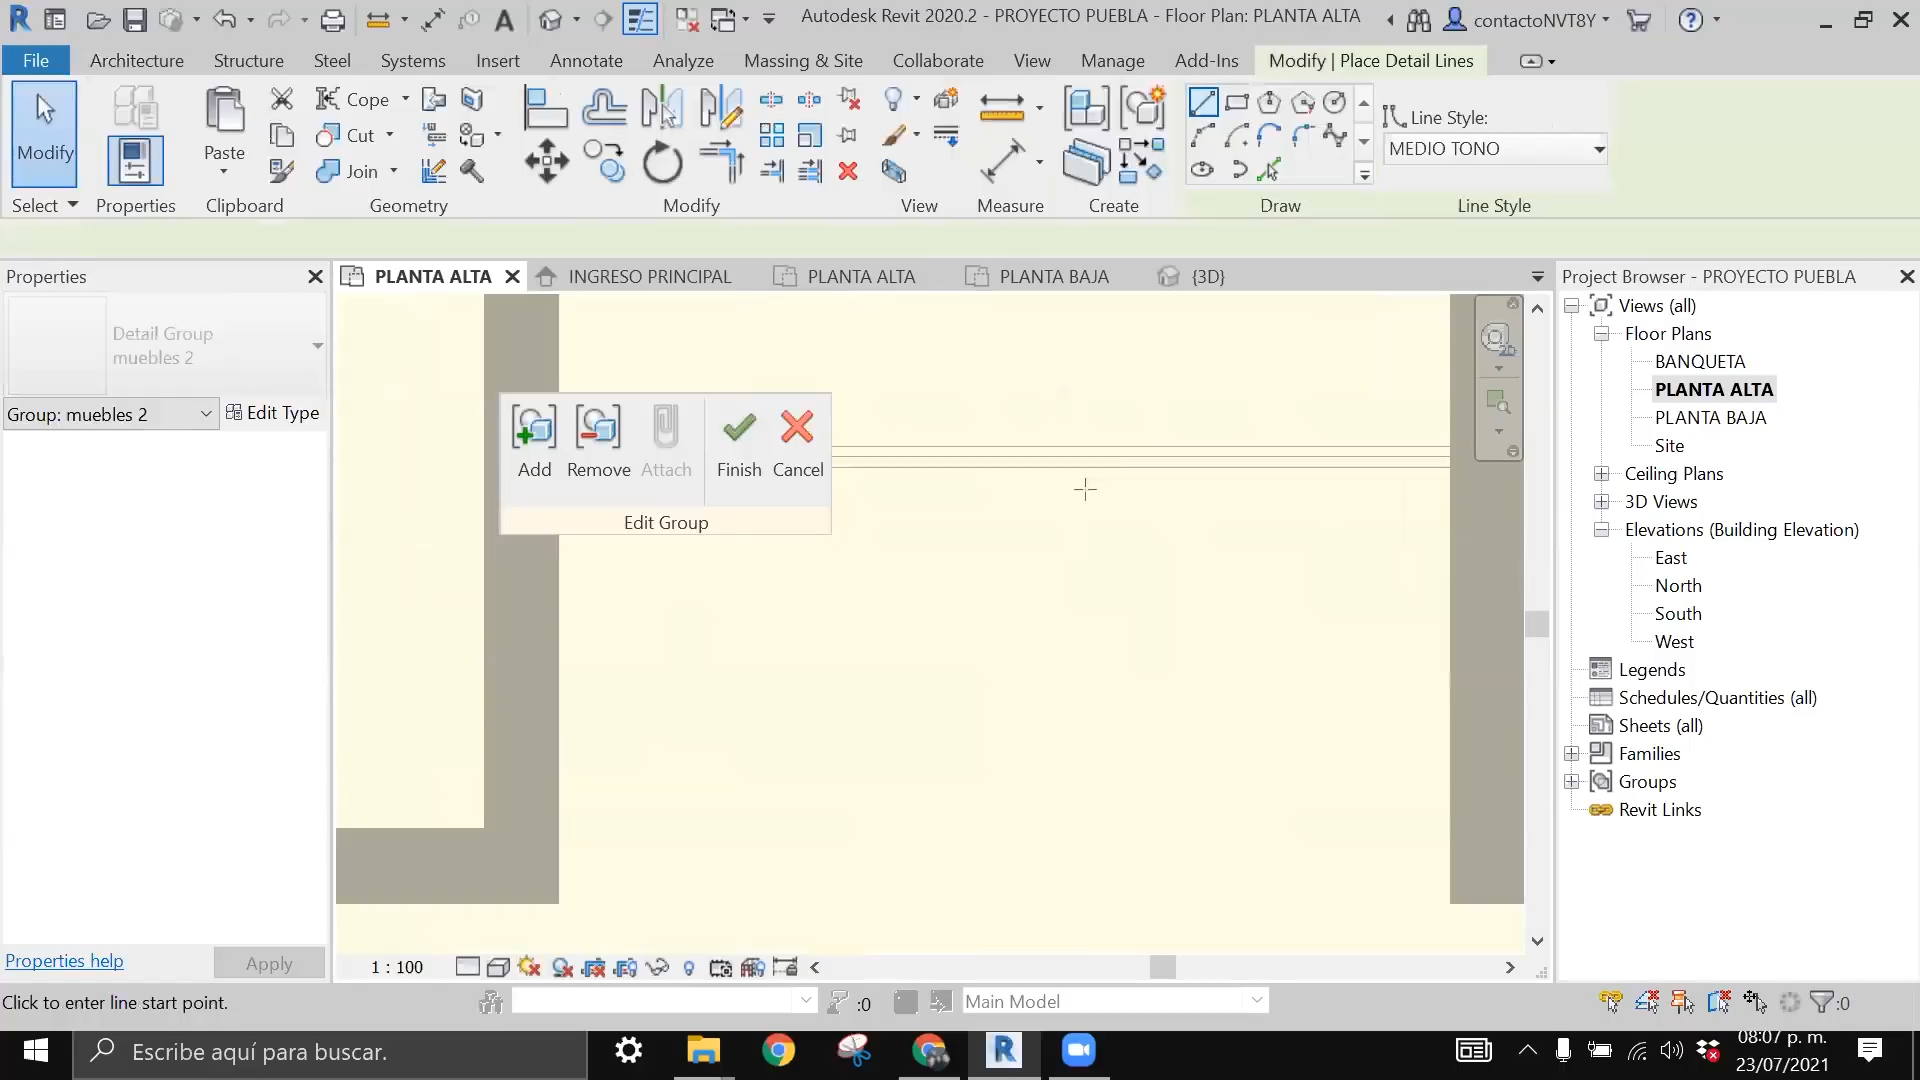 Autodesk Revit 2020.2 - PROYECTO PUEBLA - Floor Plan: PLANTA ALTA
contactoNVT8Y
File
Architecture
Structure
Steel
Systems
Insert
Annotate
Analyze
Massing & Site
Collaborate
View
Manage
Add-Ins
Modify | Place Detail Lines
Modify
Paste
Cope
Cut
Join
Line Style:
MEDIO TONO
Select
Properties
Clipboard
Geometry
Modify
View
Measure
Create
Draw
Line Style
Properties
PLANTA ALTA
INGRESO PRINCIPAL
PLANTA ALTA
PLANTA BAJA
{3D}
Project Browser - PROYECTO PUEBLA
Detail Group
muebles 2
Group: muebles 2
Edit Type
Add
Remove
Attach
Finish
Cancel
Edit Group
2D
Views (all)
Floor Plans
BANQUETA
PLANTA ALTA
PLANTA BAJA
Site
Ceiling Plans
3D Views
Elevations (Building Elevation)
East
North
South
West
Legends
Schedules/Quantities (all)
Sheets (all)
Families
Groups
Revit Links
Properties help
Apply
1 : 100
Click to enter line start point.
:0
Main Model
:0
Escribe aquí para buscar.
08:07 p. m.
23/07/2021